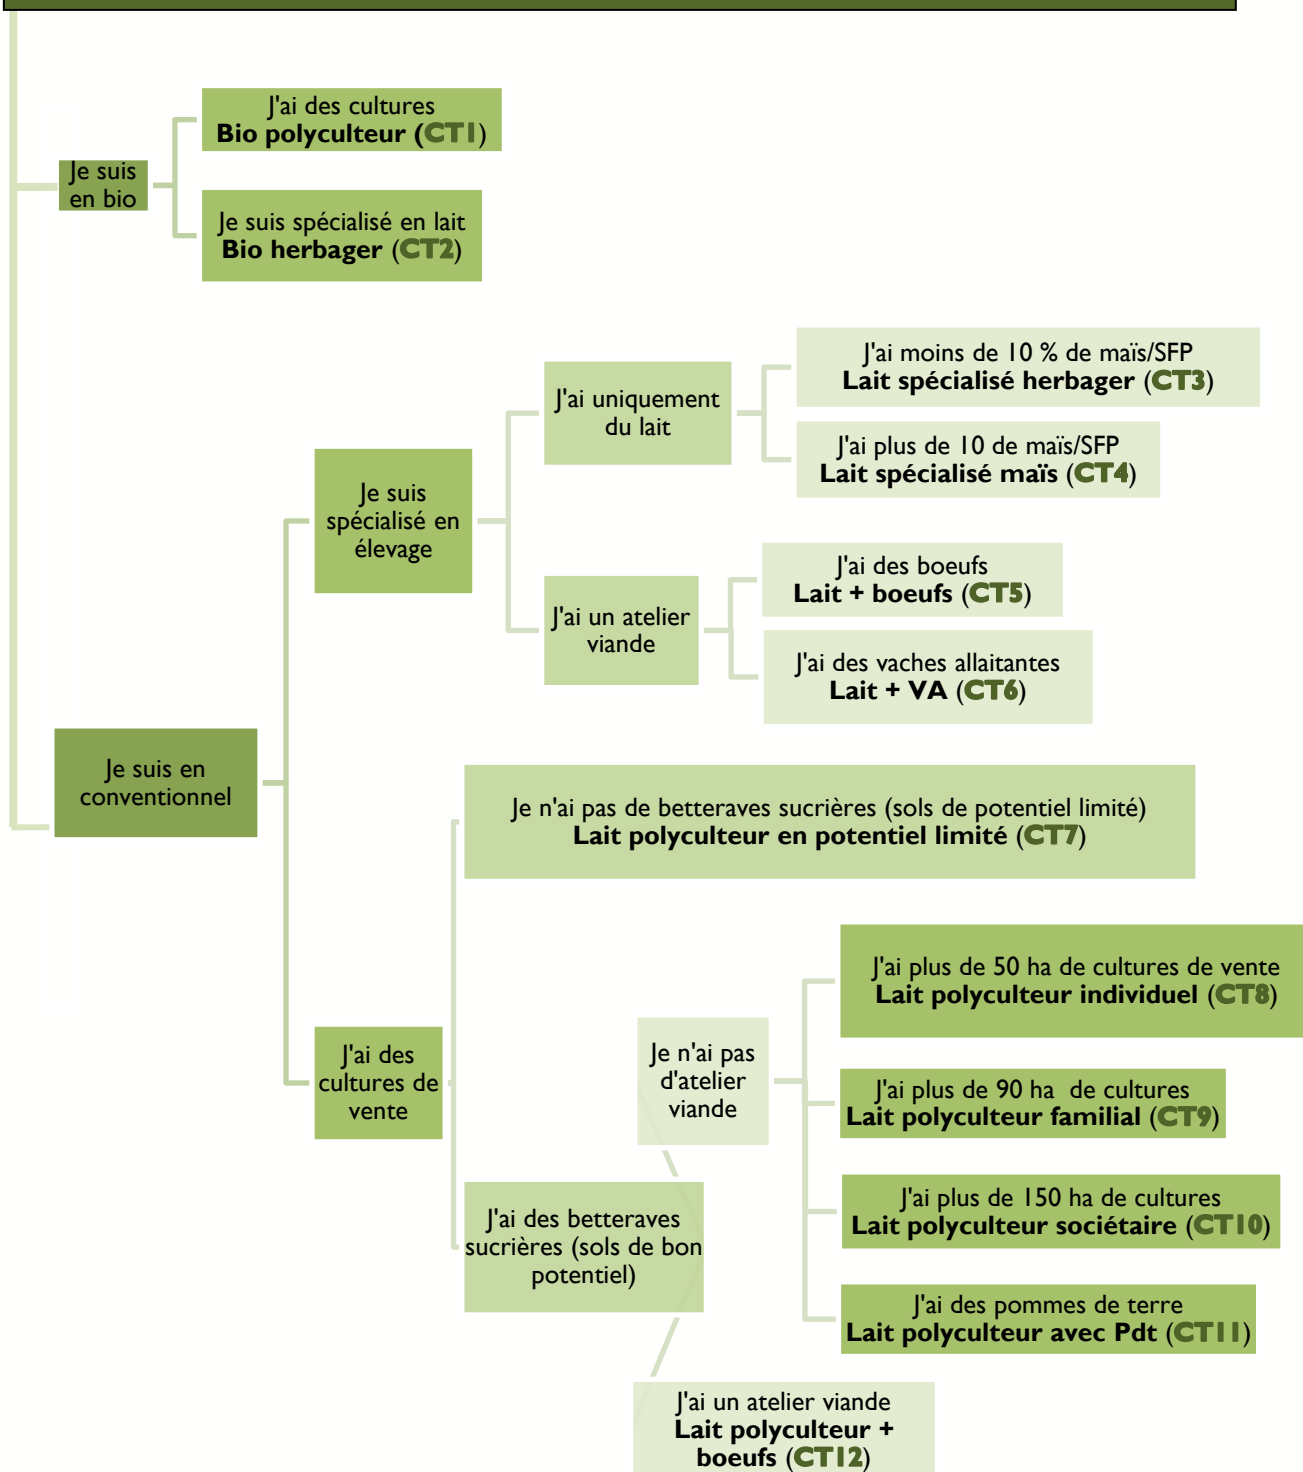 J'ai des cultures
Bio polyculteur (CT1)
Je suis
en bio
Je suis spécialisé en lait
Bio herbager (CT2)
J'ai moins de 10 % de maïs/SFP
Lait spécialisé herbager (CT3)
J'ai uniquement
du lait
J'ai plus de 10 de maïs/SFP
Lait spécialisé maïs (CT4)
Je suis
spécialisé en
élevage
J'ai des boeufs
Lait + boeufs (CT5)
J'ai un atelier
viande
J'ai des vaches allaitantes
Lait + VA (CT6)
Je suis en
conventionnel
Je n'ai pas de betteraves sucrières (sols de potentiel limité)
Lait polyculteur en potentiel limité (CT7)
J'ai plus de 50 ha de cultures de vente
Lait polyculteur individuel (CT8)
Je n'ai pas
d'atelier
viande
J'ai des
cultures de
vente
J'ai plus de 90 ha  de cultures
Lait polyculteur familial (CT9)
J'ai plus de 150 ha de cultures
Lait polyculteur sociétaire (CT10)
J'ai des betteraves
sucrières (sols de bon
potentiel)
J'ai des pommes de terre
Lait polyculteur avec Pdt (CT11)
J'ai un atelier viande
Lait polyculteur +
boeufs (CT12)